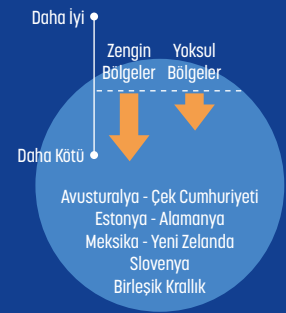 Daha İyi
Zengin Bölgeler
Yoksul Bölgeler
Daha Kötü
Avusturalya - Çek Cumhuriyeti
Estonya - Alamanya
Meksika - Yeni Zelanda
Slovenya
Birleşik Krallık